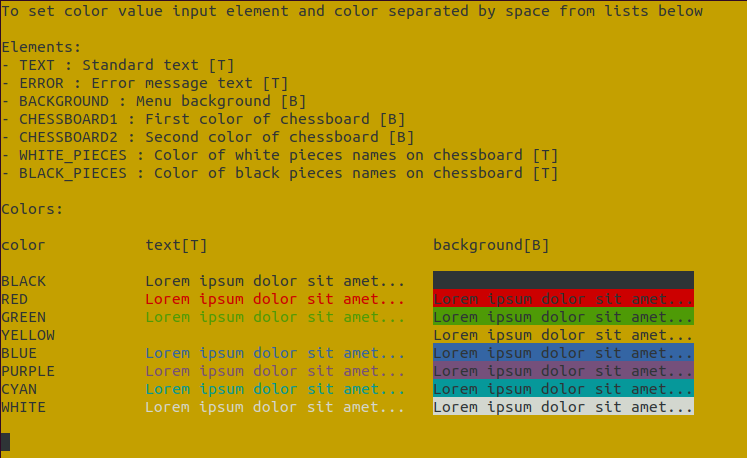 To set color value input element and color separated by space from lists below
Elements:
- TEXT : Standard text [T]
- ERROR : Error message text [T]
- BACKGROUND : Menu background [B]
- CHESSBOARD1 : First color of chessboard [B]
- CHESSBOARD2 : Second color of chessboard [B]
- WHITE_PIECES : Color of white pieces names on chessboard [T]
- BLACK_PIECES : Color of black pieces names on chessboard [T]
Colors:
color text[T] background[B]
BLACK Lorem ipsum dolor sit amet...
RED Lorem ipsum dolor sit amet... Lorem ipsum dolor sit amet...
GREEN Lorem ipsum dolor sit amet... Lorem ipsum dolor sit amet...
YELLOW Lorem ipsum dolor sit amet...
BLUE Lorem ipsum dolor sit amet... Lorem ipsum dolor sit amet...
PURPLE Lorem ipsum dolor sit amet... Lorem ipsum dolor sit amet...
CYAN Lorem ipsum dolor sit amet... Lorem ipsum dolor sit amet...
WHITE Lorem ipsum dolor sit amet... Lorem ipsum dolor sit amet...